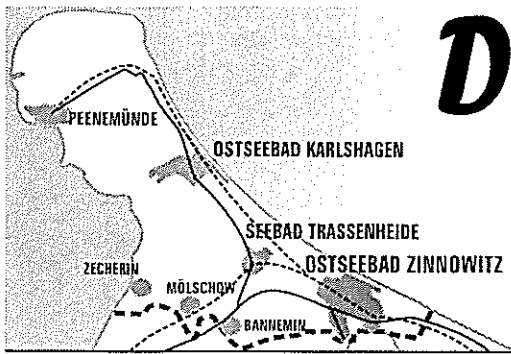 D
PEENEMÜNDE
OSTSEEBAD KARLSHAGEN
SEEBAD TRASSENHEIDE
OSTSEEBAD ZINNOWITZ
ZECHERIN
MÖLSCHOW
BANNEMIN